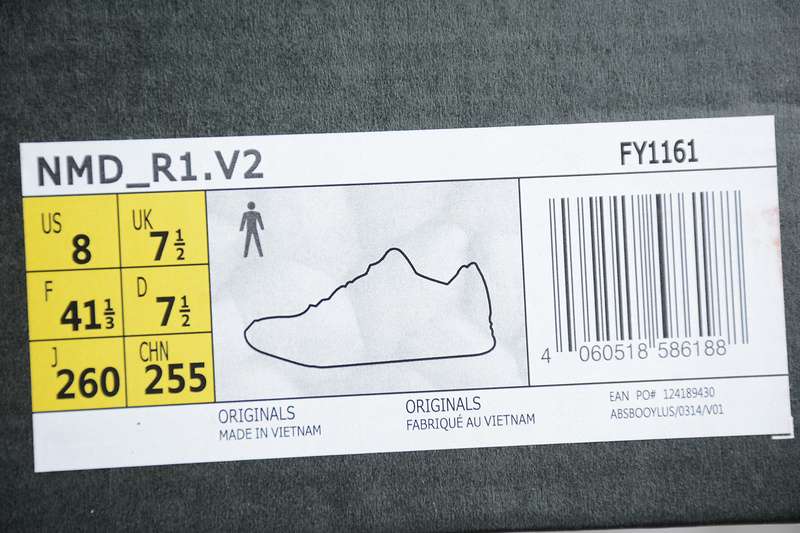 NMD_R1.V2
FY1161
US 8
UK 7½
F 41⅓
D 7½
J 260
CHN 255
4 060518 586188
ORIGINALS
MADE IN VIETNAM
ORIGINALS
FABRIQUÉ AU VIETNAM
EAN PO# 124189430
ABSBOOYLUS/0314/V01